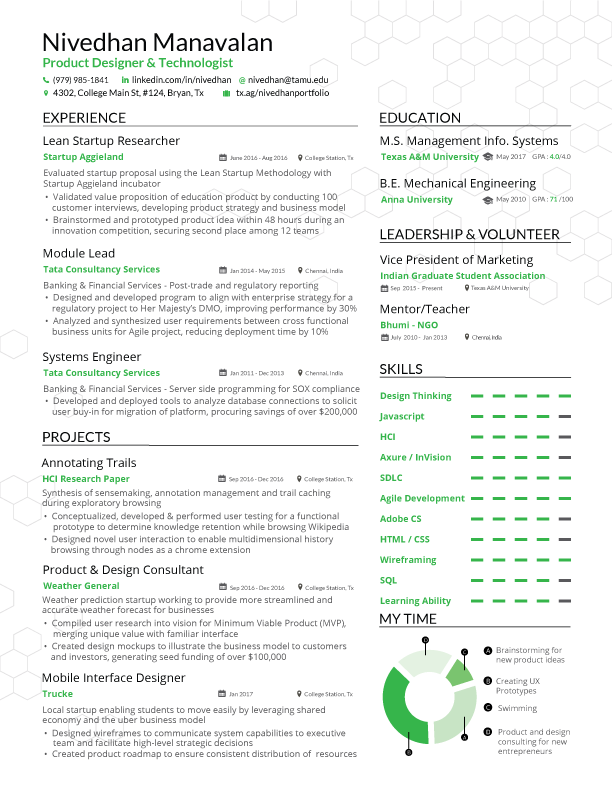 Nivedhan Manavalan
Product Designer & Technologist
(979) 985-1841 linkedin.com/in/nivedhan @ nivedhan@tamu.edu
4302, College Main St, #124, Bryan, Tx tx.ag/nivedhanportfolio
EXPERIENCE
Lean Startup Researcher
Startup Aggieland June 2016 - Aug 2016 College Station, Tx
Evaluated startup proposal using the Lean Startup Methodology with
Startup Aggieland incubator
• Validated value proposition of education product by conducting 100
customer interviews, developing product strategy and business model
• Brainstormed and prototyped product idea within 48 hours during an
innovation competition, securing second place among 12 teams
Module Lead
Tata Consultancy Services Jan 2014 - May 2015 Chennai, India
Banking & Financial Services - Post-trade and regulatory reporting
• Designed and developed program to align with enterprise strategy for a
regulatory project to Her Majesty's DMO, improving performance by 30%
• Analyzed and synthesized user requirements between cross functional
business units for Agile project, reducing deployment time by 10%
Systems Engineer
Tata Consultancy Services Jan 2011 - Dec 2013 Chennai, India
Banking & Financial Services - Server side programming for SOX compliance
• Developed and deployed tools to analyze database connections to solicit
user buy-in for migration of platform, procuring savings of over $200,000
PROJECTS
Annotating Trails
HCI Research Paper Sep 2016 - Dec 2016 College Station, Tx
Synthesis of sensemaking, annotation management and trail caching
during exploratory browsing
• Conceptualized, developed & performed user testing for a functional
prototype to determine knowledge retention while browsing Wikipedia
• Designed novel user interaction to enable multidimensional history
browsing through nodes as a chrome extension
Product & Design Consultant
Weather General Sep 2016 - Dec 2016 College Station, Tx
Weather prediction startup working to provide more streamlined and
accurate weather forecast for businesses
• Compiled user research into vision for Minimum Viable Product (MVP),
merging unique value with familiar interface
• Created design mockups to illustrate the business model to customers
and investors, generating seed funding of over $100,000
Mobile Interface Designer
Trucke Jan 2017 College Station, Tx
Local startup enabling students to move easily by leveraging shared
economy and the uber business model
• Designed wireframes to communicate system capabilities to executive
team and facilitate high-level strategic decisions
• Created product roadmap to ensure consistent distribution of resources
EDUCATION
M.S. Management Info. Systems
Texas A&M University May 2017 GPA : 4.0/4.0
B.E. Mechanical Engineering
Anna University May 2010 GPA : 71 /100
LEADERSHIP & VOLUNTEER
Vice President of Marketing
Indian Graduate Student Association
Sep 2015 - Present Texas A&M University
Mentor/Teacher
Bhumi - NGO
July 2010 - Jan 2013 Chennai, India
SKILLS
Design Thinking
Javascript
HCI
Axure / InVision
SDLC
Agile Development
Adobe CS
HTML / CSS
Wireframing
SQL
Learning Ability
MY TIME
D
C
A
B
A Brainstorming for
new product ideas
B Creating UX
Prototypes
C Swimming
D Product and design
consulting for new
entrepreneurs